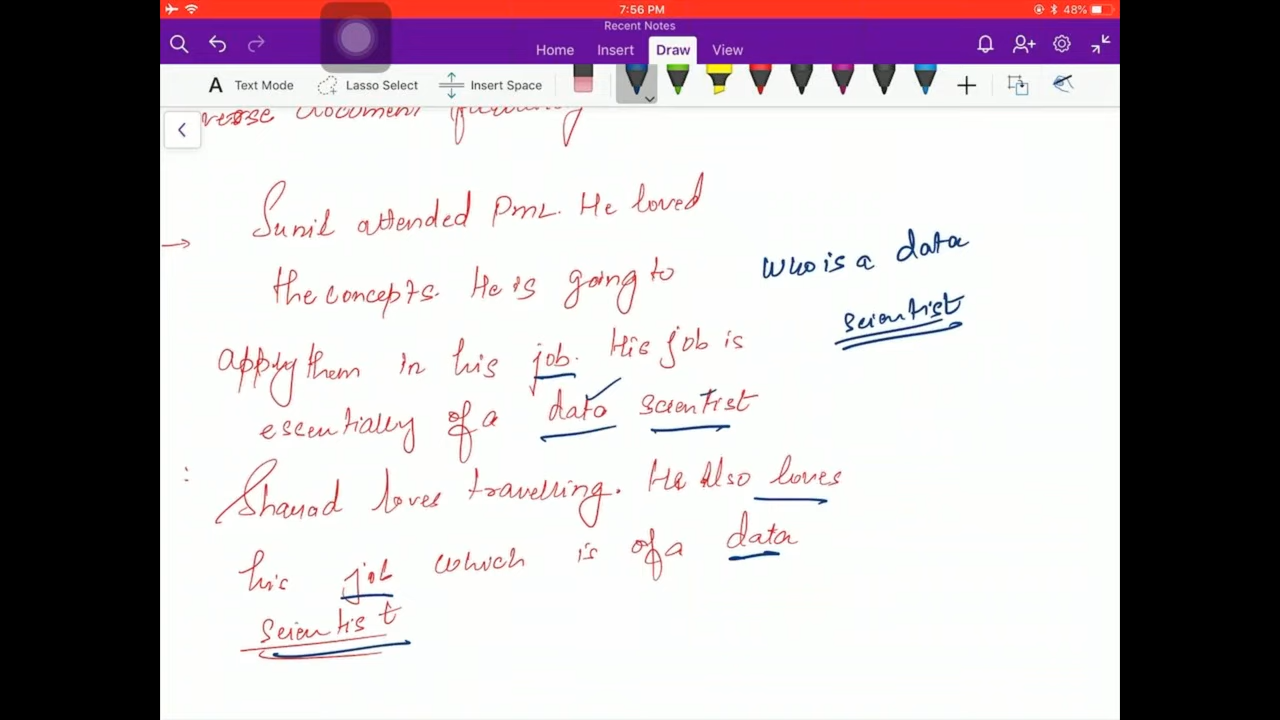 7:56 PM
48%
Recent Notes
Home Insert Draw View
Text Mode Lasso Select Insert Space
Document
Sunil attended PML. He loved
the concepts. He is going to
apply them in his job. His job is
essentially of a data scientist
Who is a data
scientist
Sharad loves travelling. He also loves
his job which is of a data
scientist